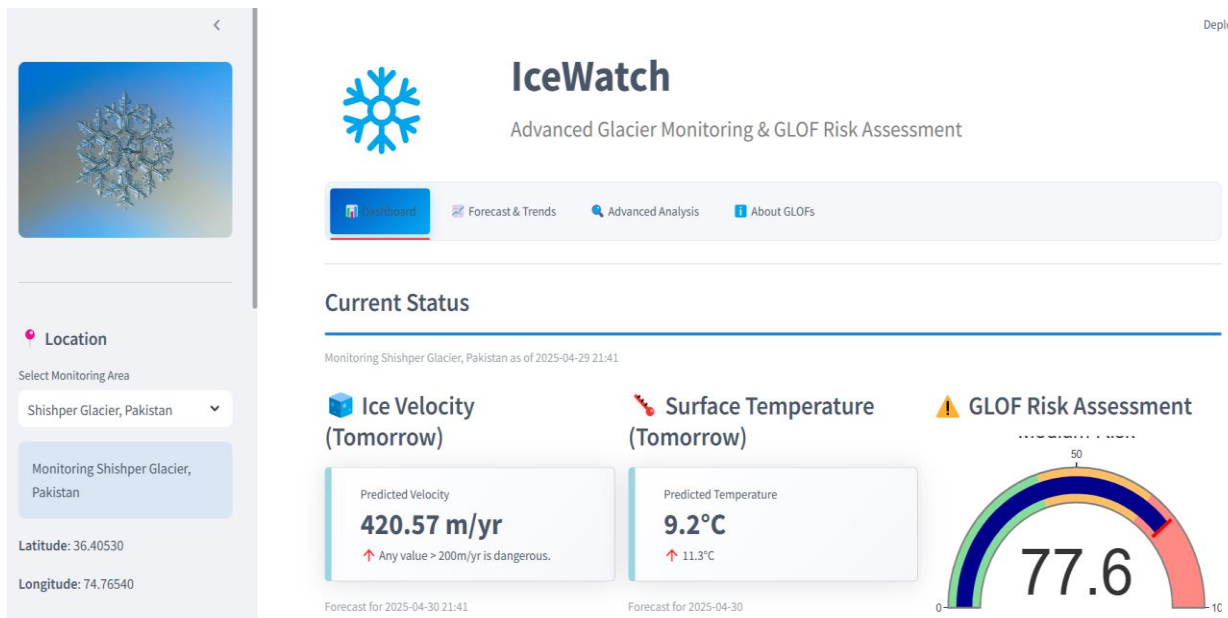 Deplo
IceWatch
Advanced Glacier Monitoring & GLOF Risk Assessment
Dashboard
Forecast & Trends
Advanced Analysis
About GLOFs
Current Status
Monitoring Shishper Glacier, Pakistan as of 2025-04-29 21:41
Location
Select Monitoring Area
Shishper Glacier, Pakistan
Monitoring Shishper Glacier,
Pakistan
Latitude: 36.40530
Longitude: 74.76540
Ice Velocity
(Tomorrow)
Predicted Velocity
420.57 m/yr
↑ Any value > 200m/yr is dangerous.
Forecast for 2025-04-30 21:41
Surface Temperature
(Tomorrow)
Predicted Temperature
9.2°C
↑ 11.3°C
Forecast for 2025-04-30
GLOF Risk Assessment
50
77.6
0
10